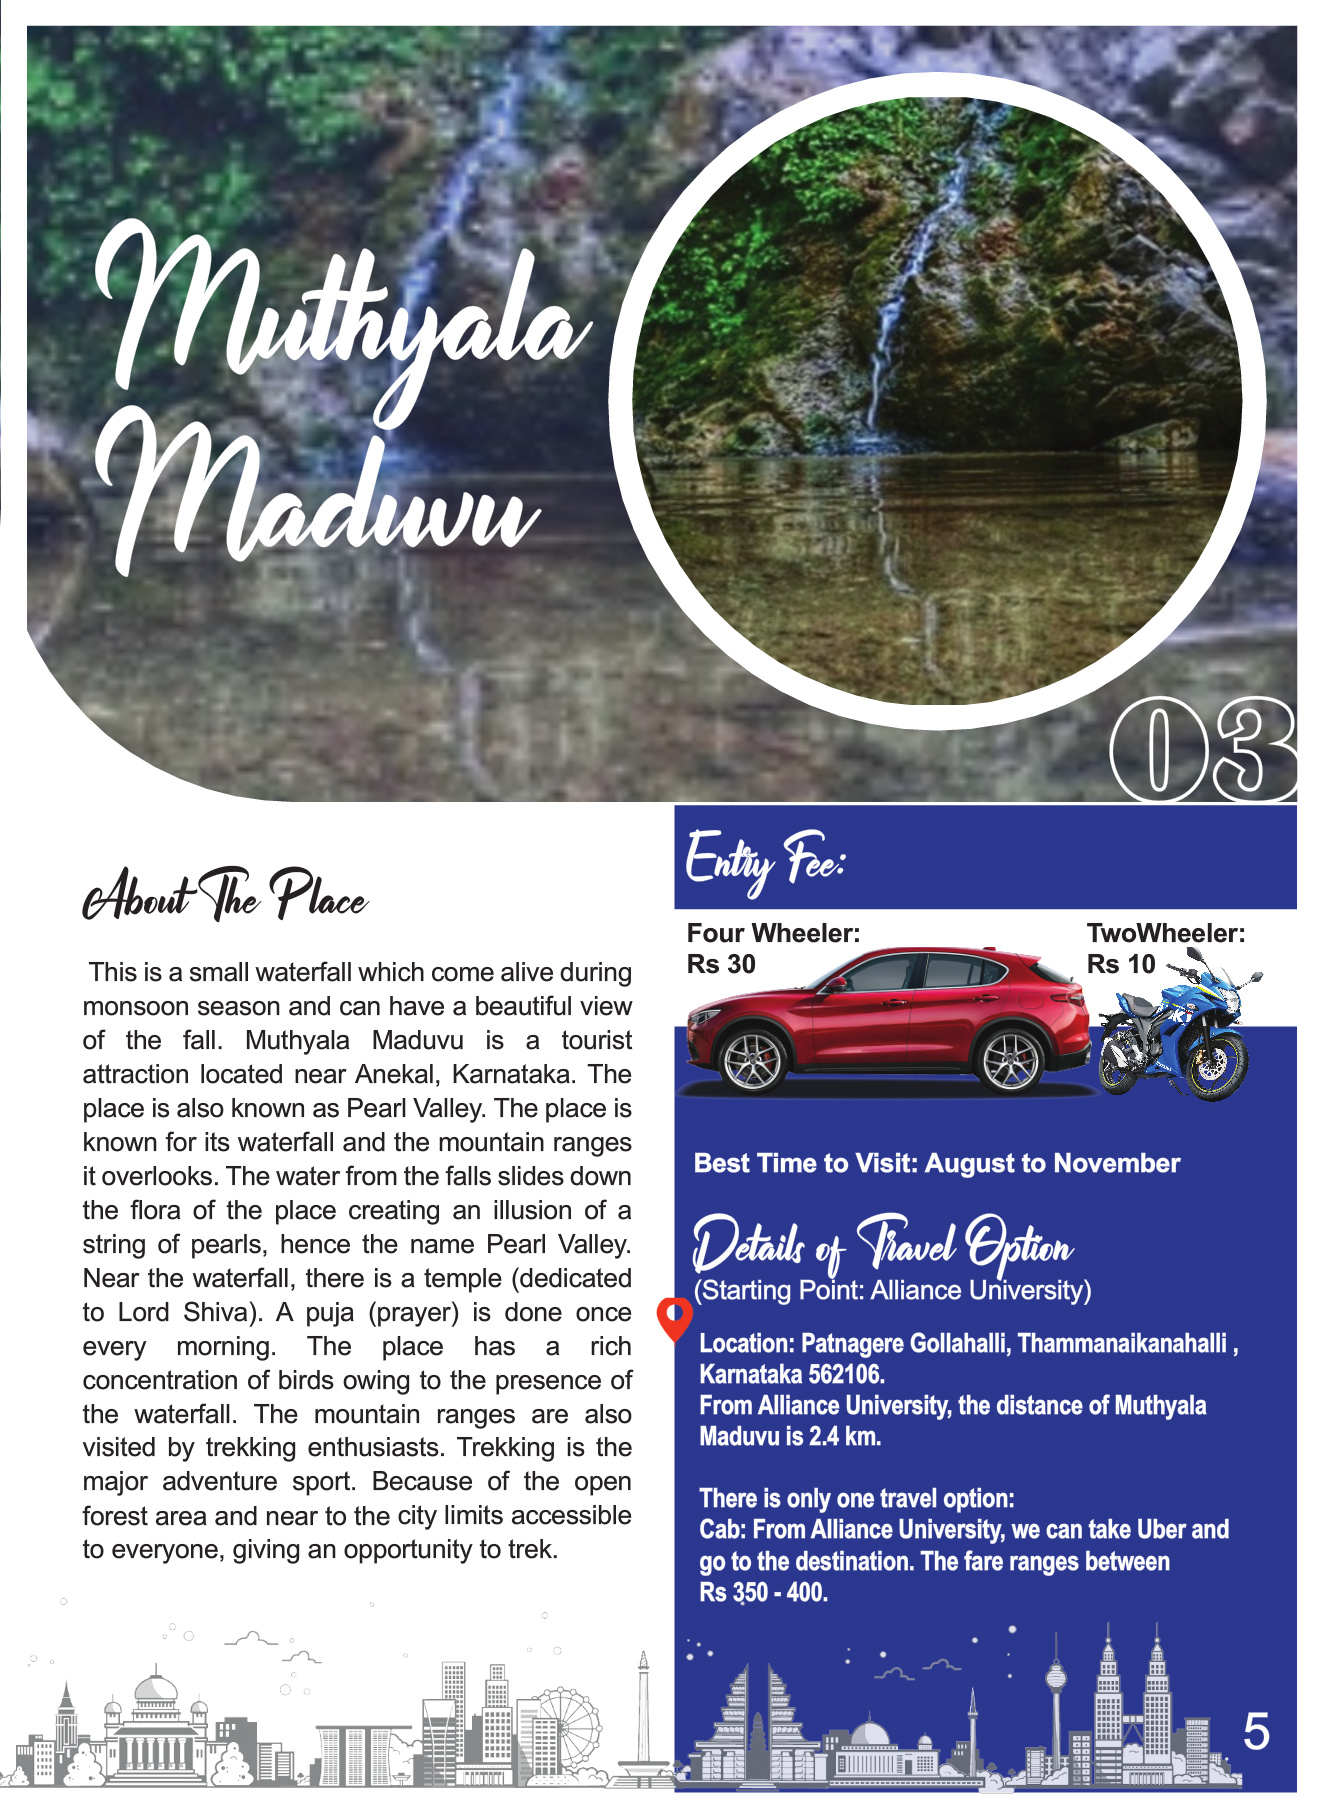 Muthyala
Maduvu
03
About The Place
This is a small waterfall which come alive during
monsoon season and can have a beautiful view
of the fall. Muthyala Maduvu is a tourist
attraction located near Anekal, Karnataka. The
place is also known as Pearl Valley. The place is
known for its waterfall and the mountain ranges
it overlooks. The water from the falls slides down
the flora of the place creating an illusion of a
string of pearls, hence the name Pearl Valley.
Near the waterfall, there is a temple (dedicated
to Lord Shiva). A puja (prayer) is done once
every morning. The place has a rich
concentration of birds owing to the presence of
the waterfall. The mountain ranges are also
visited by trekking enthusiasts. Trekking is the
major adventure sport. Because of the open
forest area and near to the city limits accessible
to everyone, giving an opportunity to trek.
Entry Fee:
Four Wheeler:
Rs 30
TwoWheeler:
Rs 10
Best Time to Visit: August to November
Details of Travel Option
(Starting Point: Alliance University)
Location: Patnagere Gollahalli, Thammanaikanahalli ,
Karnataka 562106.
From Alliance University, the distance of Muthyala
Maduvu is 2.4 km.
There is only one travel option:
Cab: From Alliance University, we can take Uber and
go to the destination. The fare ranges between
Rs 350 - 400.
5